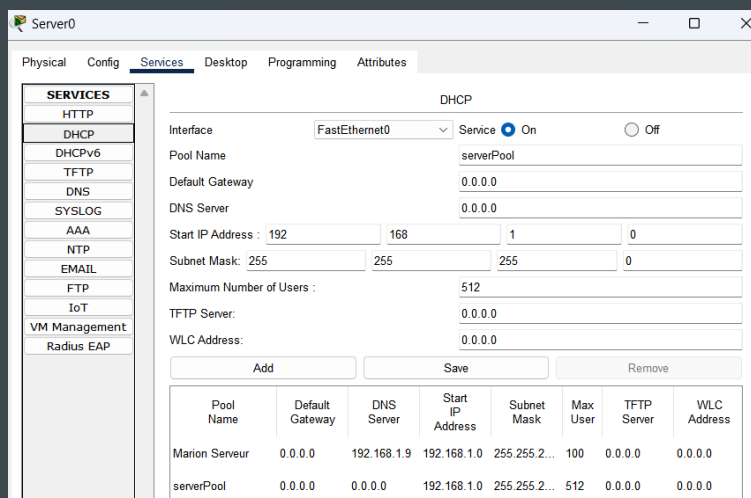 Server0
Physical Config Services Desktop Programming Attributes
SERVICES
HTTP
DHCP
DHCPv6
TFTP
DNS
SYSLOG
AAA
NTP
EMAIL
FTP
IoT
VM Management
Radius EAP
DHCP
Interface FastEthernet0 Service On Off
Pool Name serverPool
Default Gateway 0.0.0.0
DNS Server 0.0.0.0
Start IP Address : 192 168 1 0
Subnet Mask: 255 255 255 0
Maximum Number of Users : 512
TFTP Server: 0.0.0.0
WLC Address: 0.0.0.0
Add Save Remove
Pool Name Default Gateway DNS Server Start IP Address Subnet Mask Max User TFTP Server WLC Address
Marion Serveur 0.0.0.0 192.168.1.9 192.168.1.0 255.255.2... 100 0.0.0.0 0.0.0.0
serverPool 0.0.0.0 0.0.0.0 192.168.1.0 255.255.2... 512 0.0.0.0 0.0.0.0